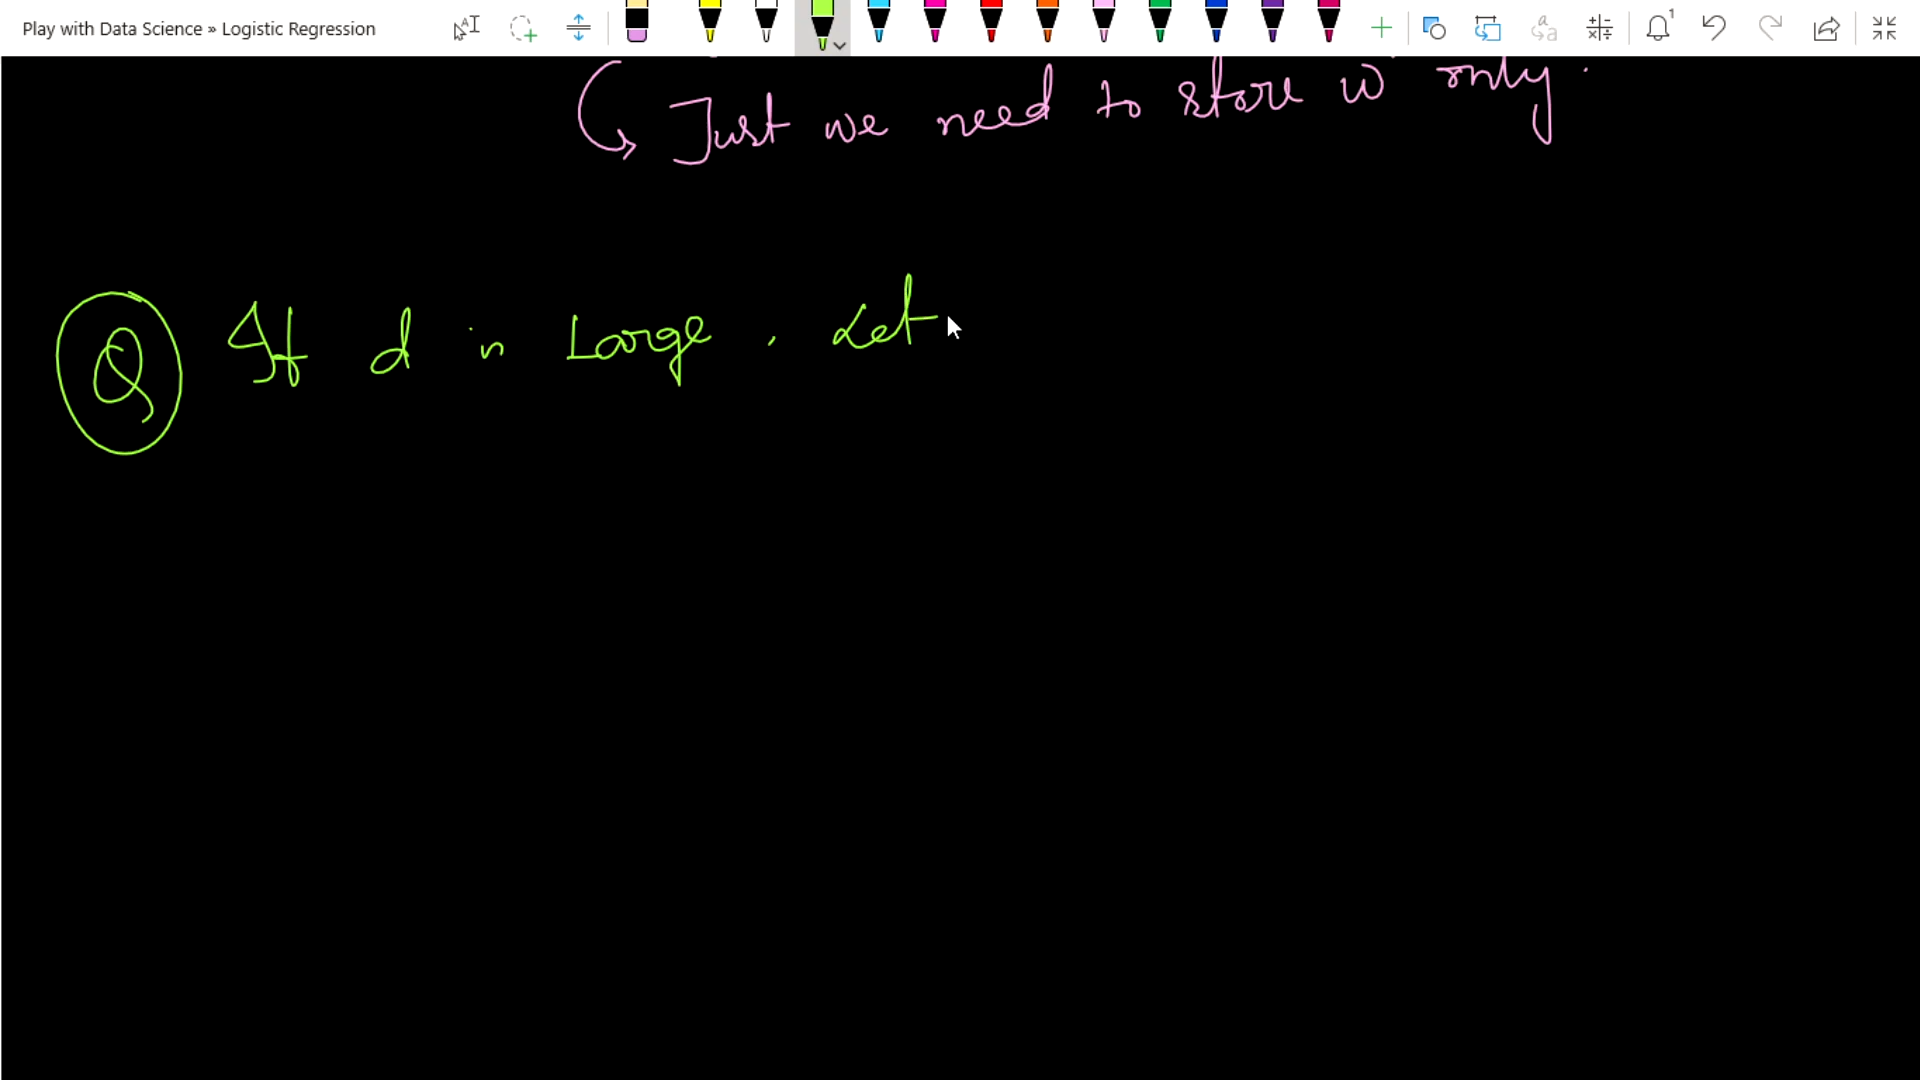 Play with Data Science » Logistic Regression
Just we need to store w only.
Q If d is Large, Let